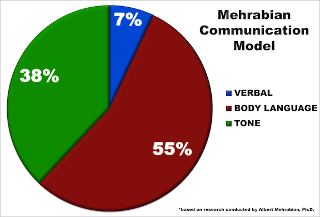 Mehrabian
Communication
Model
7%
38%
55%
VERBAL
BODY LANGUAGE
TONE
*based on research conducted by Albert Mehrabian, Ph.D.